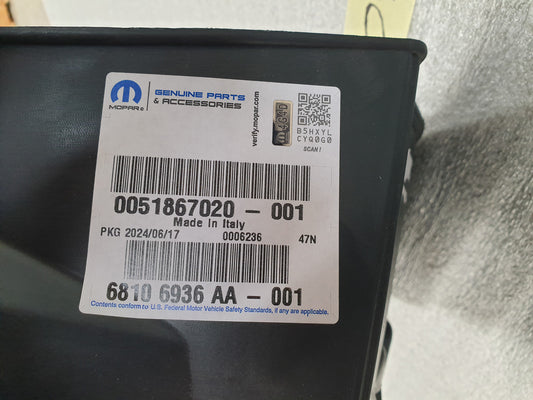 MOPAR®
GENUINE PARTS
& ACCESSORIES
verify.mopar.com
B5HXYL
CYQ0G0
SCAN!
0051867020 - 001
Made In Italy
PKG 2024/06/17 0006236 47N
6810 6936 AA - 001
Contents conform to U.S. Federal Motor Vehicle Safety Standards, if any are applicable.